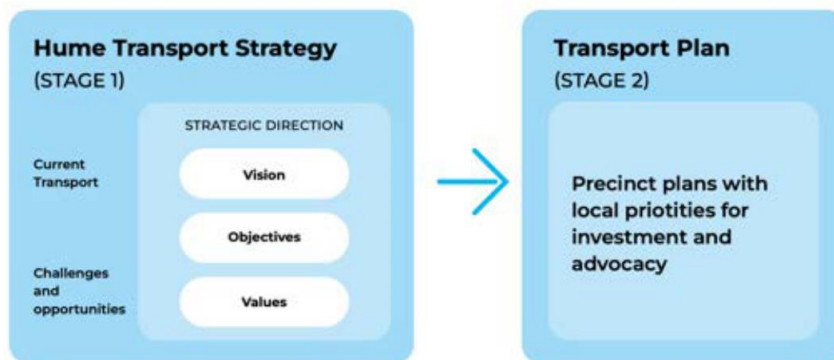 Hume Transport Strategy
(STAGE 1)
STRATEGIC DIRECTION
Current
Transport
Vision
Objectives
Challenges
and
opportunities
Values
Transport Plan
(STAGE 2)
Precinct plans with
local priotities for
investment and
advocacy